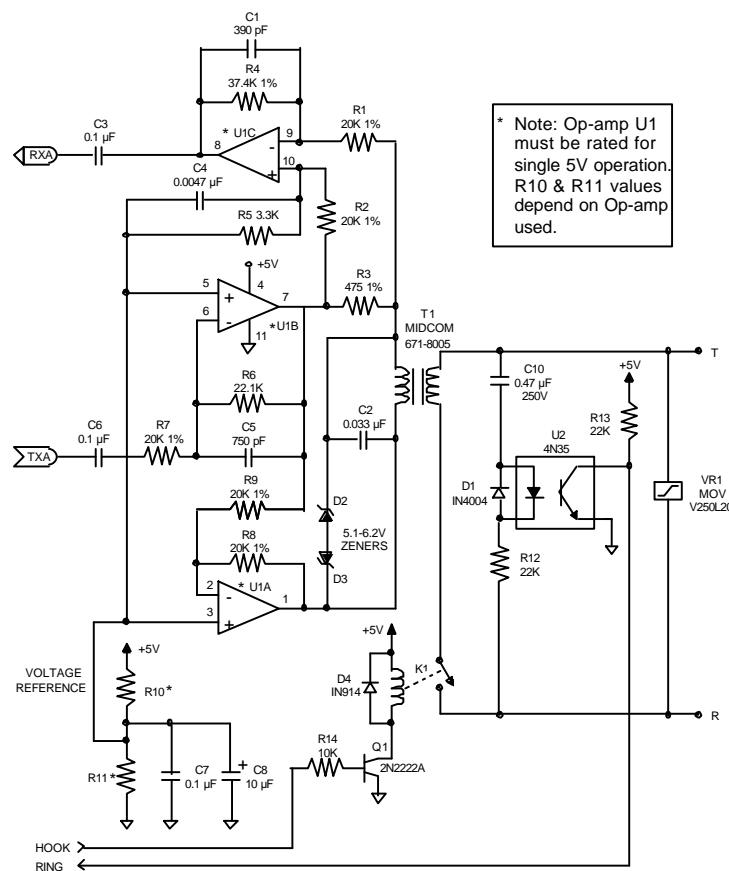 C1
390 pF
R4
37.4K 1%
C3
0.1 µF
RXA
* U1C
8
9
10
-
+
R1
20K 1%
C4
0.0047 µF
R5 3.3K
R2
20K 1%
* Note: Op-amp U1
must be rated for
single 5V operation.
R10 & R11 values
depend on Op-amp
used.
+5V
5
6
4
7
11
+
-
*U1B
R3
475 1%
T1
MIDCOM
671-8005
R6
22.1K
C5
750 pF
C6
0.1 µF
TXA
R7
20K 1%
C2
0.033 µF
R9
20K 1%
R8
20K 1%
D2
5.1-6.2V
ZENERS
D3
* U1A
2
3
1
-
+
C10
0.47 µF
250V
+5V
R13
22K
U2
4N35
D1
IN4004
R12
22K
VR1
MOV
V250L20
T
R
VOLTAGE
REFERENCE
+5V
R10*
R11*
C7
0.1 µF
+
C8
10 µF
+5V
D4
IN914
K1
R14
10K
Q1
2N2222A
HOOK
RING